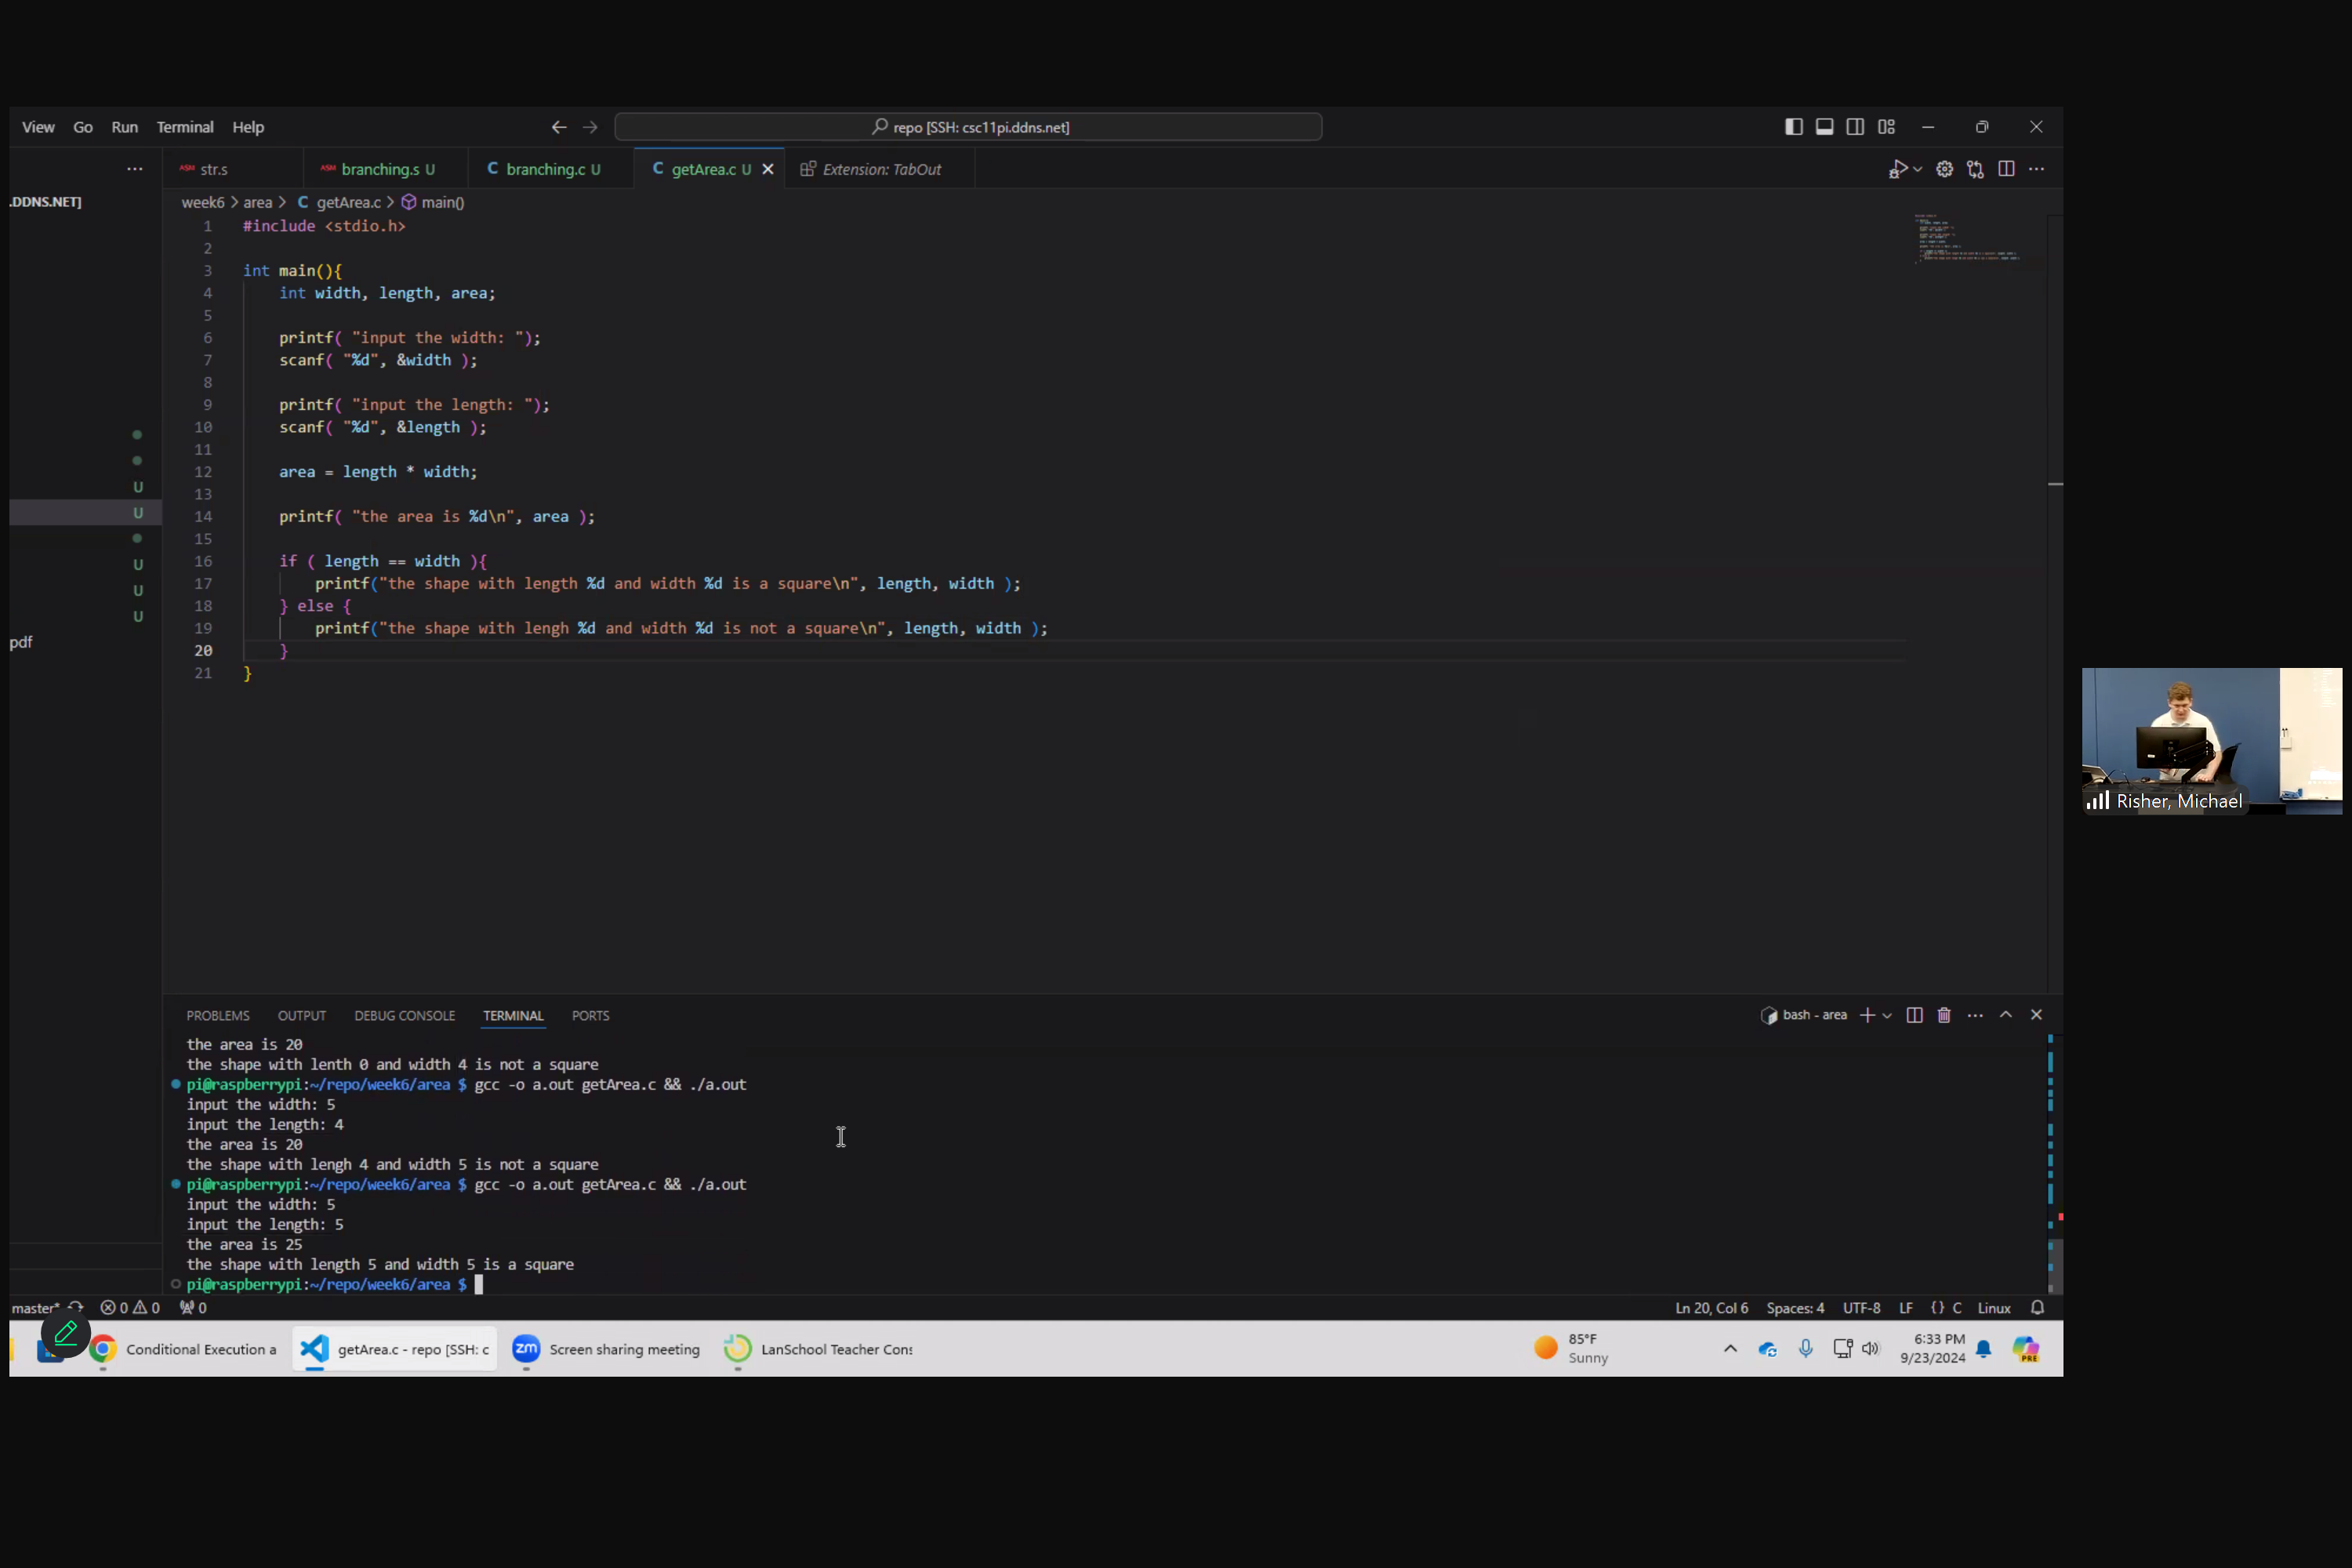 View Go Run Terminal Help
repo [SSH: csc11pi.ddns.net]
.DDNS.NET]
ASM str.s
ASM branching.s U
C branching.c U
C getArea.c U
Extension: TabOut
week6 > area > C getArea.c > main()
1 #include <stdio.h>
2
3 int main(){
4 int width, length, area;
5
6 printf( "input the width: ");
7 scanf( "%d", &width );
8
9 printf( "input the length: ");
10 scanf( "%d", &length );
11
12 area = length * width;
13
14 printf( "the area is %d\n", area );
15
16 if ( length == width ){
17 printf("the shape with length %d and width %d is a square\n", length, width );
18 } else {
19 printf("the shape with lengh %d and width %d is not a square\n", length, width );
20 }
21 }
U
U
U
U
U
pdf
Risher, Michael
PROBLEMS OUTPUT DEBUG CONSOLE TERMINAL PORTS
bash - area
the area is 20
the shape with lenth 0 and width 4 is not a square
pi@raspberrypi:~/repo/week6/area $ gcc -o a.out getArea.c && ./a.out
input the width: 5
input the length: 4
the area is 20
the shape with lengh 4 and width 5 is not a square
pi@raspberrypi:~/repo/week6/area $ gcc -o a.out getArea.c && ./a.out
input the width: 5
input the length: 5
the area is 25
the shape with length 5 and width 5 is a square
pi@raspberrypi:~/repo/week6/area $
master* 0 0 0
Ln 20, Col 6 Spaces: 4 UTF-8 LF {} C Linux
Conditional Execution a
getArea.c - repo [SSH: c
zm Screen sharing meeting
LanSchool Teacher Cons
85°F
Sunny
6:33 PM
9/23/2024
PRE